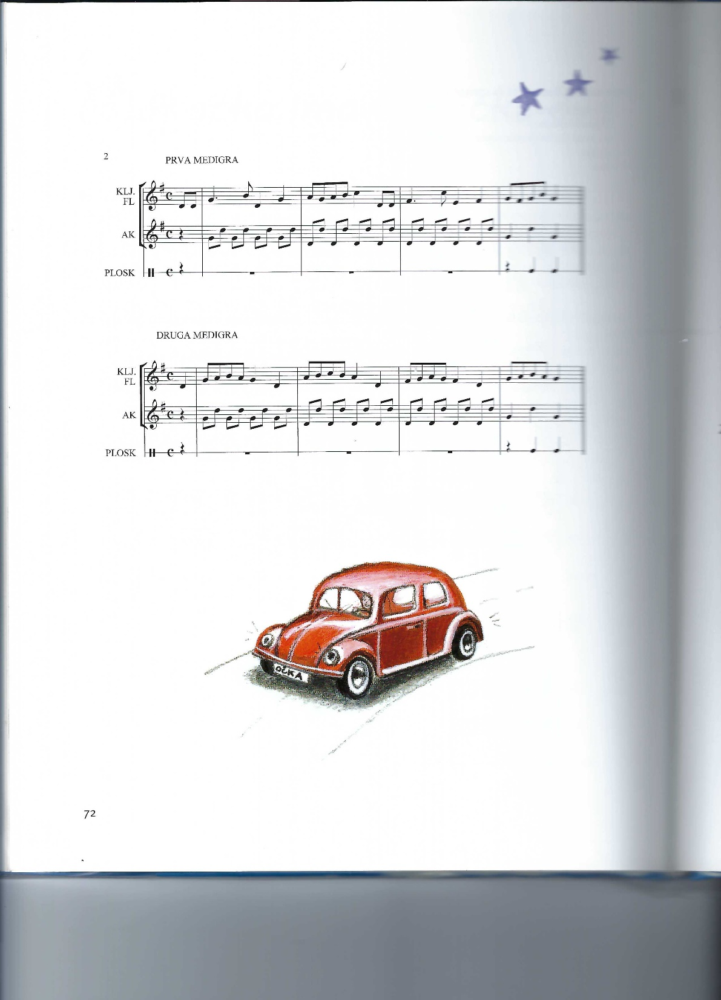 2
PRVA MEDIGRA
KLJ.
FL
AK
PLOSK
DRUGA MEDIGRA
KLJ.
FL
AK
PLOSK
OČKA
72